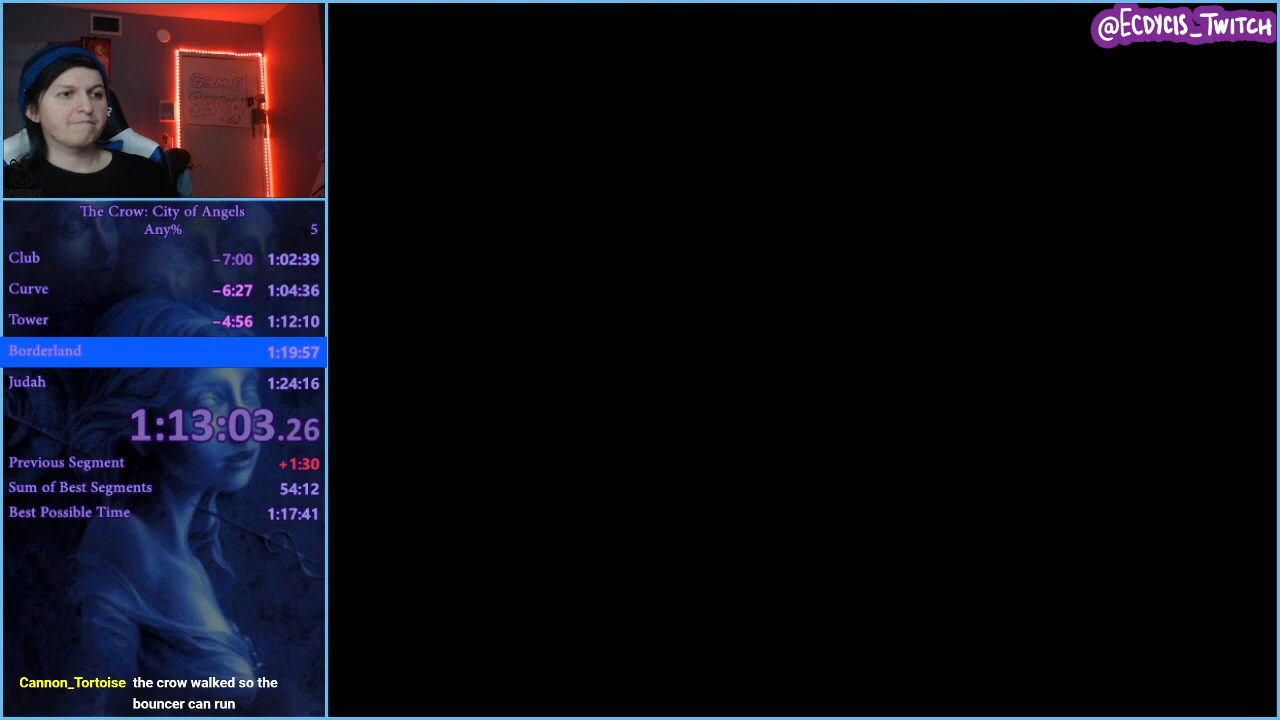 @Ecdycis_Twitch
GAME
The Crow: City of Angels
Any% 5
Club -7:00 1:02:39
Curve -6:27 1:04:36
Tower -4:56 1:12:10
Borderland 1:19:57
Judah 1:24:16
1:13:03.26
Previous Segment +1:30
Sum of Best Segments 54:12
Best Possible Time 1:17:41
Cannon_Tortoise the crow walked so the
bouncer can run